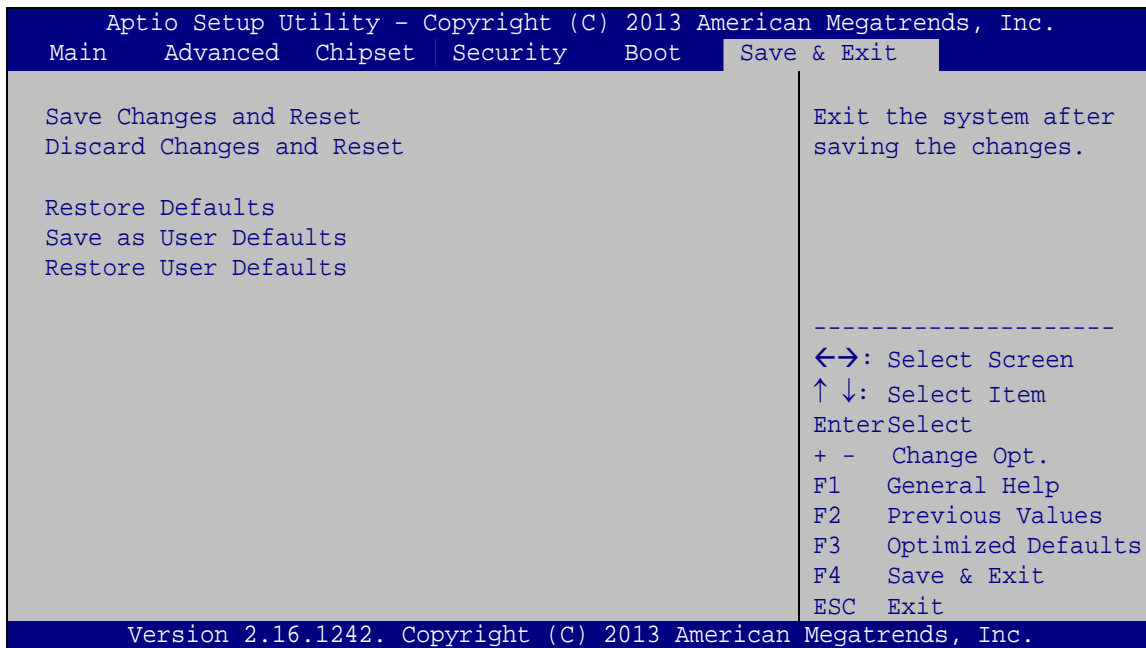 Aptio Setup Utility – Copyright (C) 2013 American Megatrends, Inc.
Main Advanced Chipset Security Boot Save & Exit
Save Changes and Reset
Discard Changes and Reset
Restore Defaults
Save as User Defaults
Restore User Defaults
Exit the system after
saving the changes.
---------------------
←→: Select Screen
↑ ↓: Select Item
EnterSelect
+ - Change Opt.
F1 General Help
F2 Previous Values
F3 Optimized Defaults
F4 Save & Exit
ESC Exit
Version 2.16.1242. Copyright (C) 2013 American Megatrends, Inc.